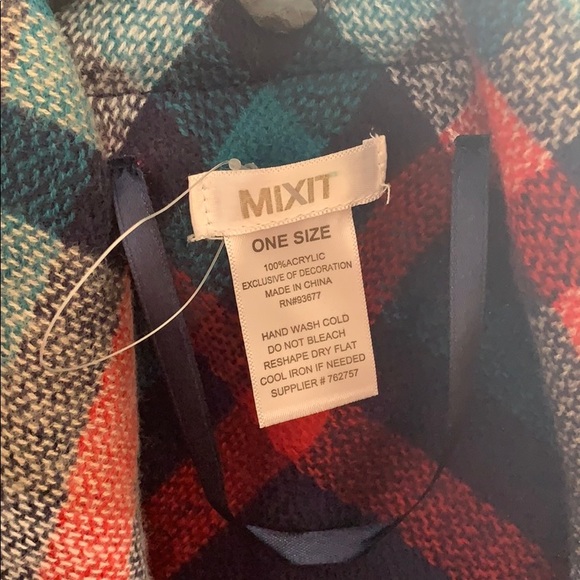 MIXIT
ONE SIZE
100%ACRYLIC
EXCLUSIVE OF DECORATION
MADE IN CHINA
RN#93677
HAND WASH COLD
DO NOT BLEACH
RESHAPE DRY FLAT
COOL IRON IF NEEDED
SUPPLIER # 762757